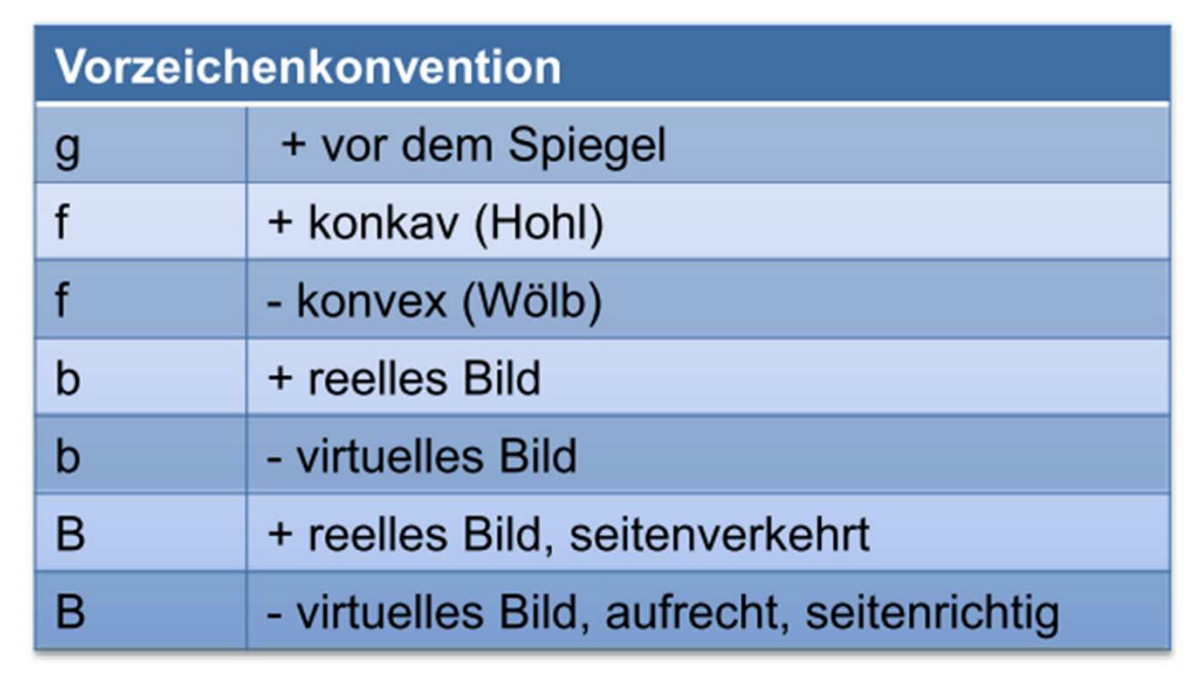 Vorzeichenkonvention
g + vor dem Spiegel
f + konkav (Hohl)
f - konvex (Wölb)
b + reelles Bild
b - virtuelles Bild
B + reelles Bild, seitenverkehrt
B - virtuelles Bild, aufrecht, seitenrichtig